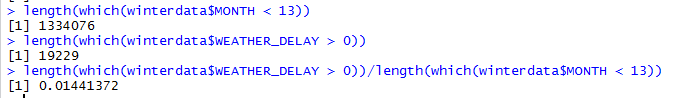 > length(which(winterdata$MONTH < 13))
[1] 1334076
> length(which(winterdata$WEATHER_DELAY > 0))
[1] 19229
> length(which(winterdata$WEATHER_DELAY > 0))/length(which(winterdata$MONTH < 13))
[1] 0.01441372